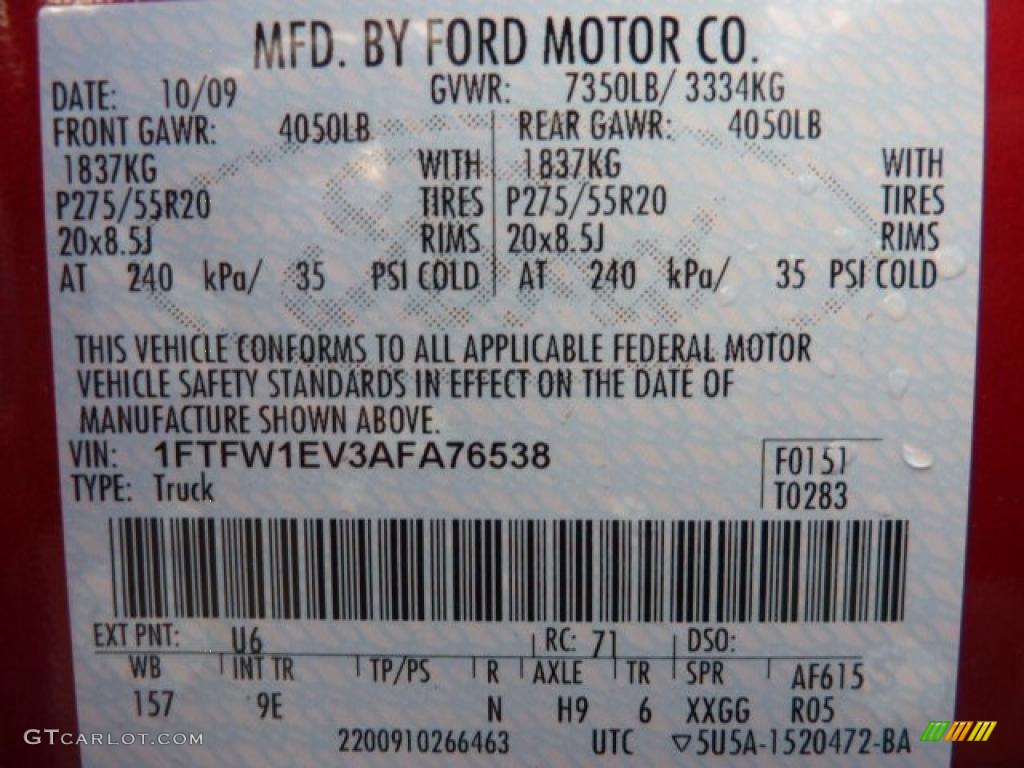 MFD. BY FORD MOTOR CO.
DATE: 10/09 GVWR: 7350LB/ 3334KG
FRONT GAWR: 4050LB REAR GAWR: 4050LB
1837KG WITH 1837KG WITH
P275/55R20 TIRES P275/55R20 TIRES
20x8.5J RIMS 20x8.5J RIMS
AT 240 kPa/ 35 PSI COLD AT 240 kPa/ 35 PSI COLD
THIS VEHICLE CONFORMS TO ALL APPLICABLE FEDERAL MOTOR
VEHICLE SAFETY STANDARDS IN EFFECT ON THE DATE OF
MANUFACTURE SHOWN ABOVE.
VIN: 1FTFW1EV3AFA76538 F0151
TYPE: Truck T0283
EXT PNT: U6 RC: 71 DSO:
WB INT TR TP/PS R AXLE TR SPR AF615
157 9E N H9 6 XXGG R05
2200910266463 UTC ▽5U5A-1520472-BA
GTCARLOT.COM